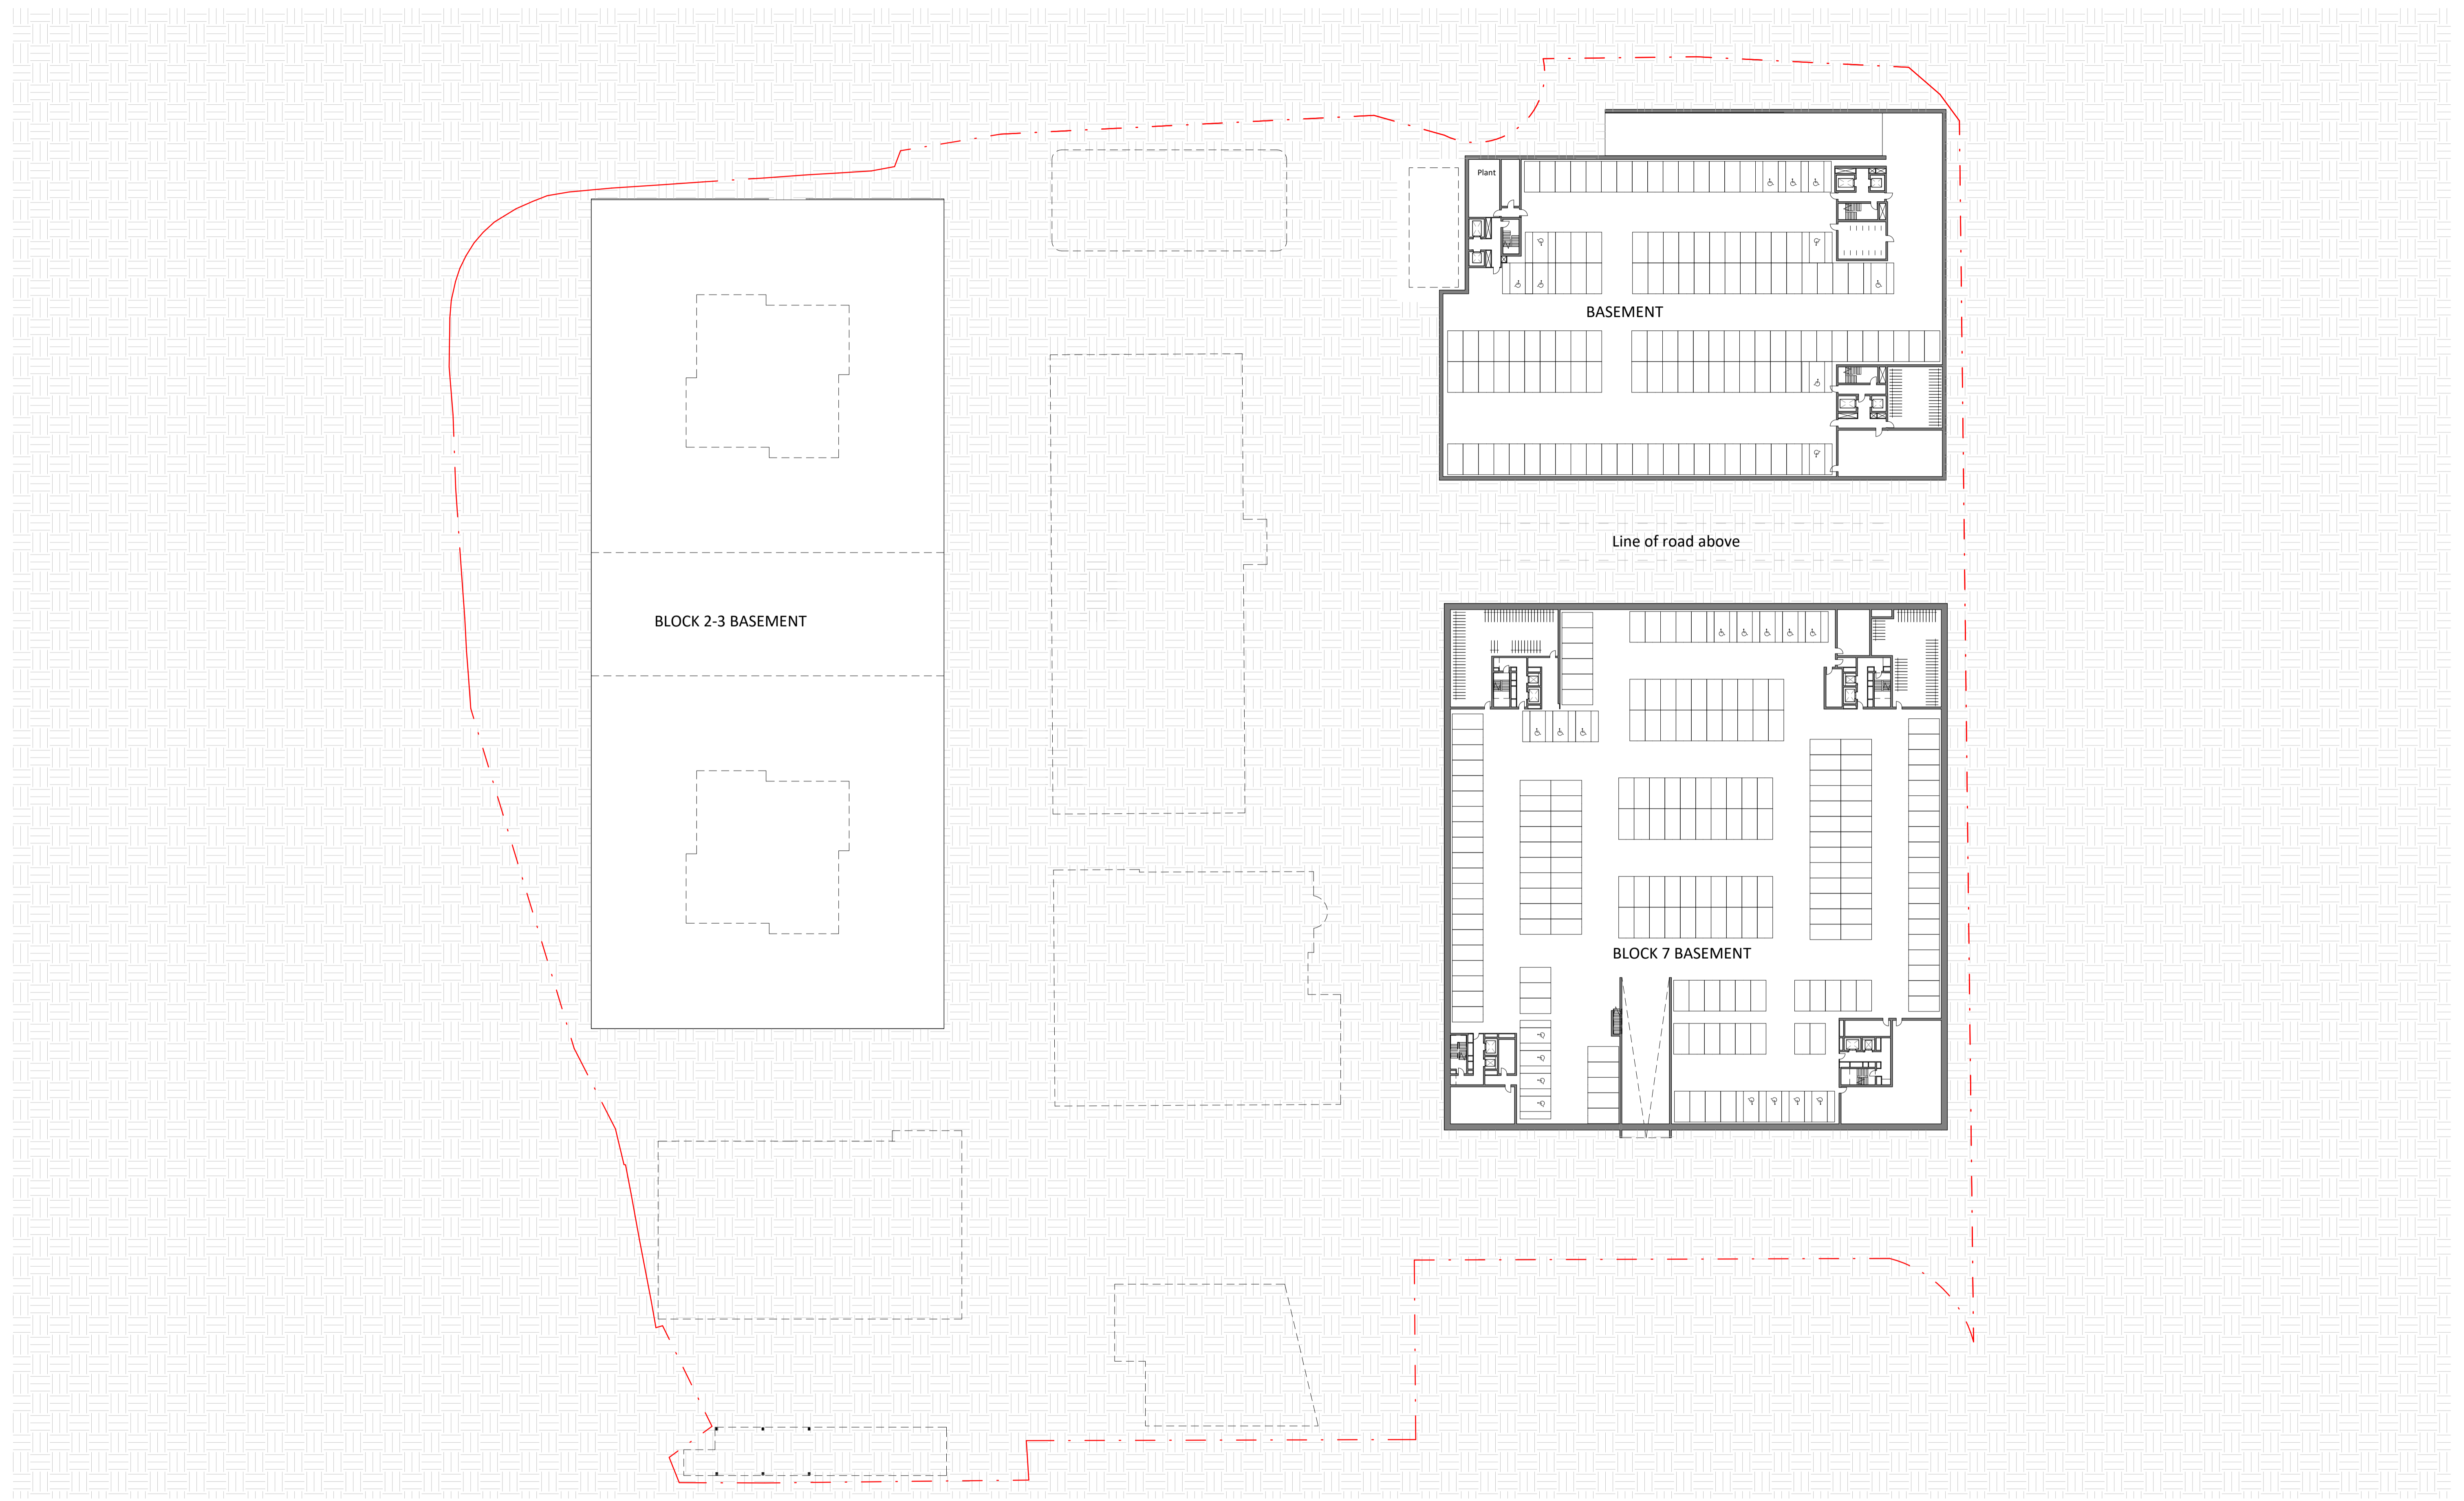 Plant
BASEMENT
Line of road above
BLOCK 2-3 BASEMENT
BLOCK 7 BASEMENT